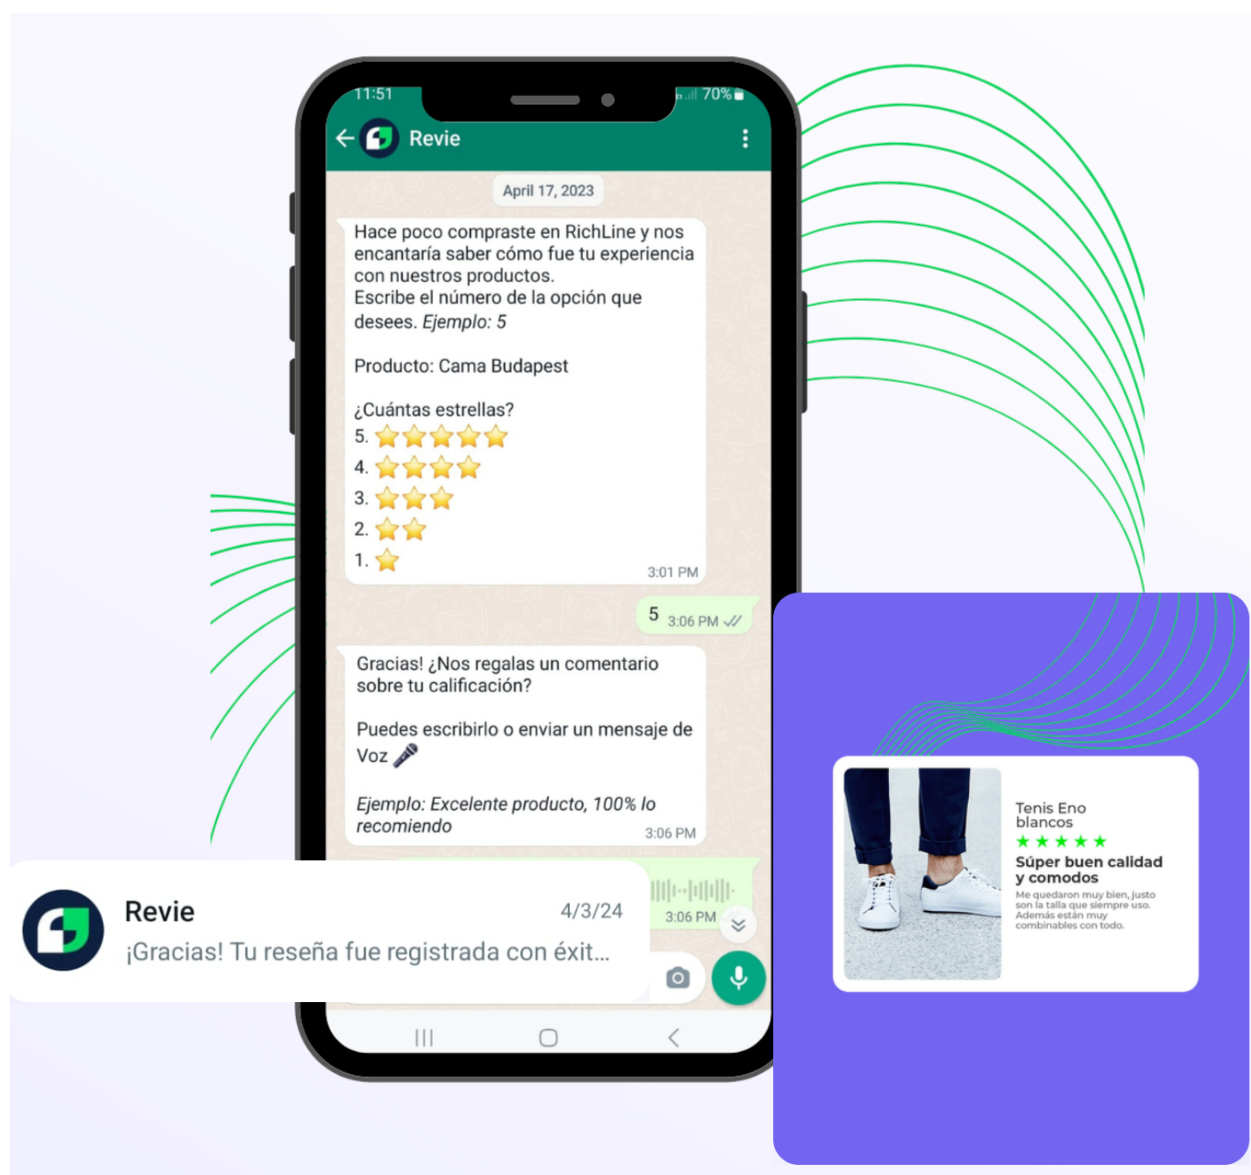 11:51
70%
Revie
April 17, 2023
Hace poco compraste en RichLine y nos
encantaría saber cómo fue tu experiencia
con nuestros productos.
Escribe el número de la opción que
desees. Ejemplo: 5
Producto: Cama Budapest
¿Cuántas estrellas?
5.
4.
3.
2.
1.
3:01 PM
5 3:06 PM
Gracias! ¿Nos regalas un comentario
sobre tu calificación?
Puedes escribirlo o enviar un mensaje de
Voz
Ejemplo: Excelente producto, 100% lo
recomiendo
3:06 PM
3:06 PM
Revie
4/3/24
¡Gracias! Tu reseña fue registrada con éxit...
Tenis Eno
blancos
Súper buen calidad
y comodos
Me quedaron muy bien, justo
son la talla que siempre uso.
Además están muy
combinables con todo.